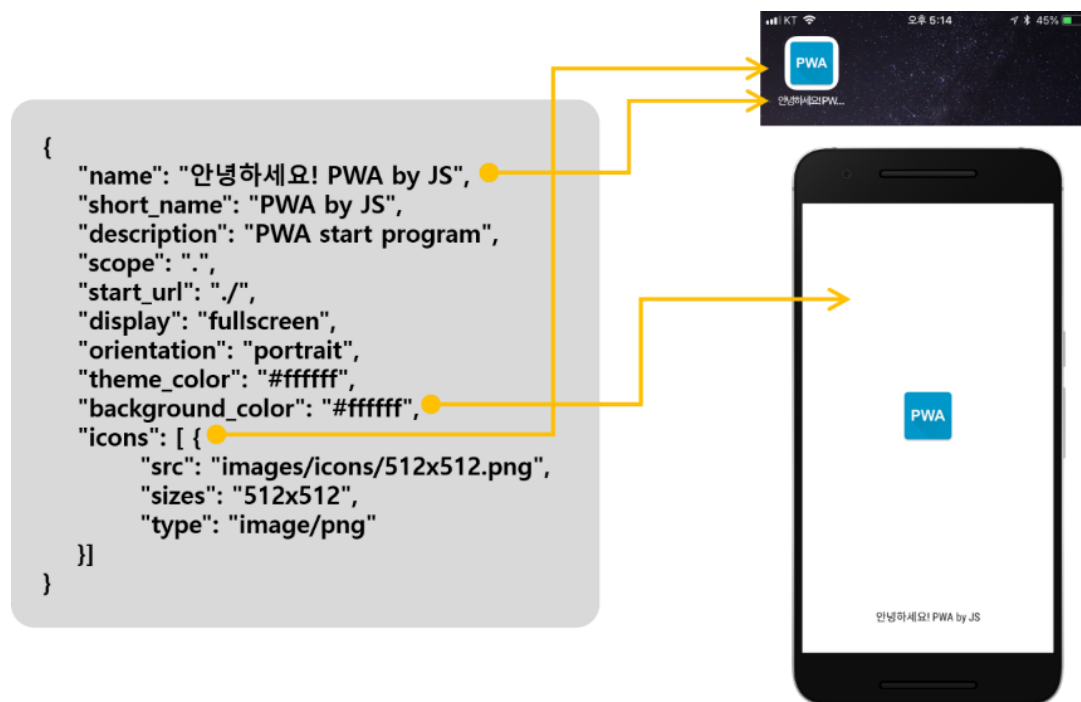 KT 오후 5:14 45%
PWA
안녕하세요!PW...
{
"name": "안녕하세요! PWA by JS",
"short_name": "PWA by JS",
"description": "PWA start program",
"scope": ".",
"start_url": "./",
"display": "fullscreen",
"orientation": "portrait",
"theme_color": "#ffffff",
"background_color": "#ffffff",
"icons": [ {
"src": "images/icons/512x512.png",
"sizes": "512x512",
"type": "image/png"
}]
}
PWA
안녕하세요! PWA by JS